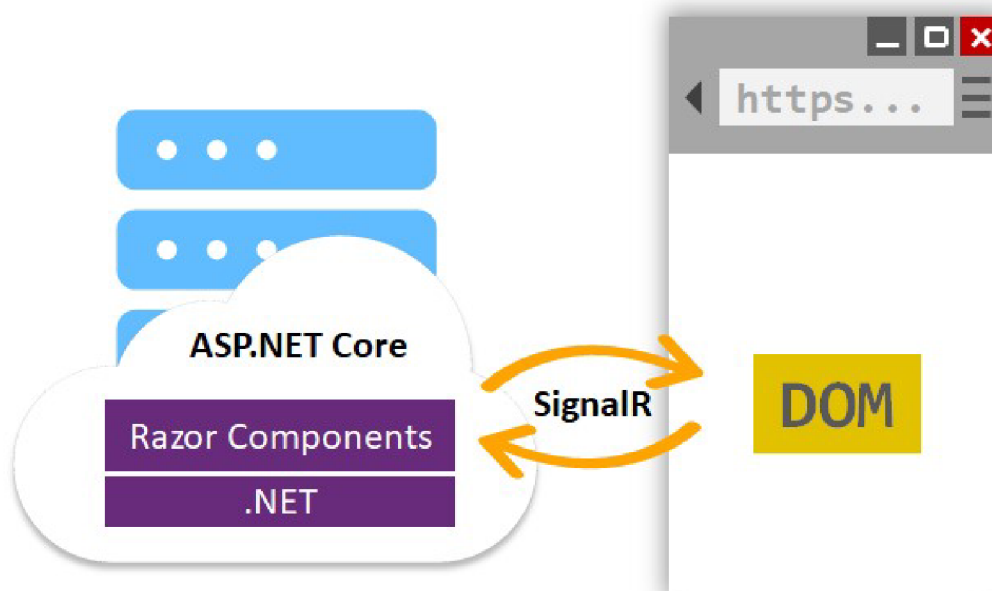 https...
ASP.NET Core
Razor Components
.NET
SignalR
DOM